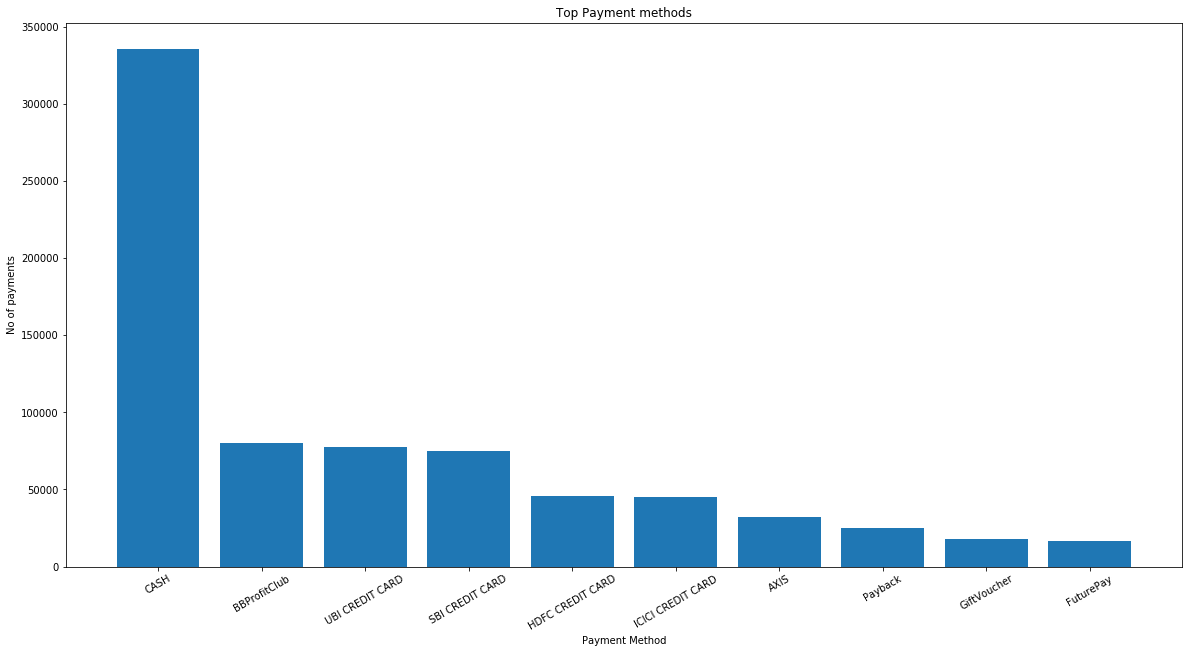 Top Payment methods
350000
300000
250000
200000
150000
100000
50000
0
No of payments
CASH
BBProfitClub
UBI CREDIT CARD
SBI CREDIT CARD
HDFC CREDIT CARD
ICICI CREDIT CARD
AXIS
Payback
GiftVoucher
FuturePay
Payment Method